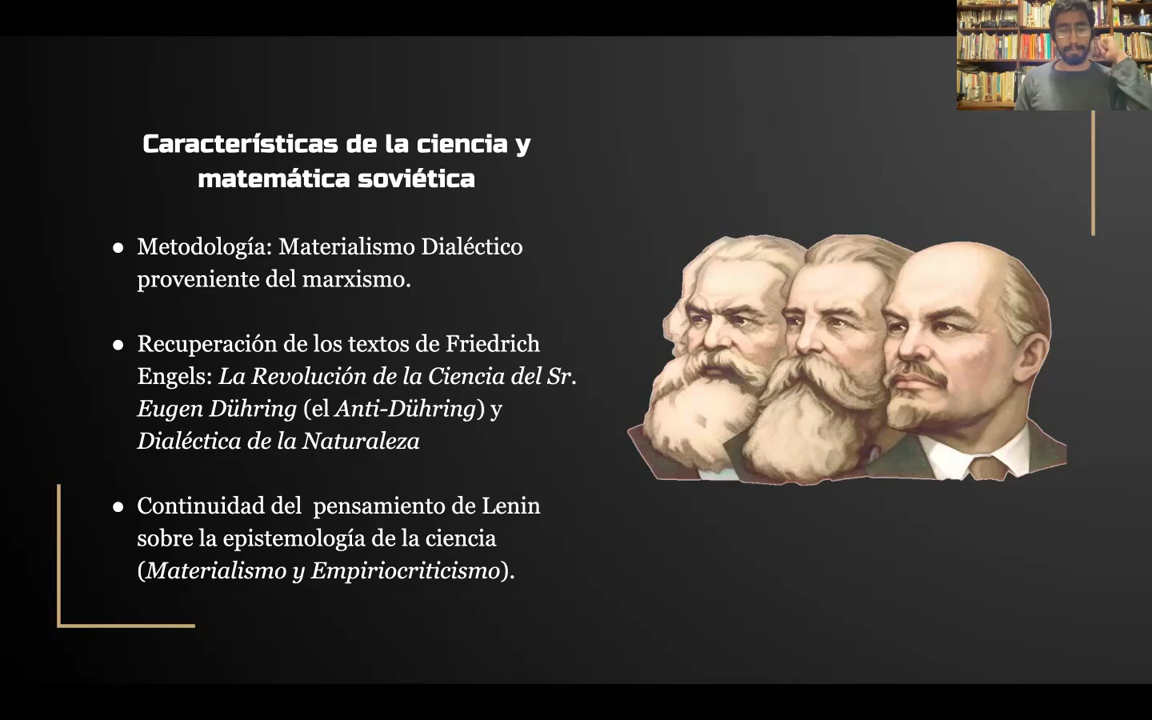 Características de la ciencia y
matemática soviética
● Metodología: Materialismo Dialéctico
proveniente del marxismo.
● Recuperación de los textos de Friedrich
Engels: La Revolución de la Ciencia del Sr.
Eugen Dühring (el Anti-Dühring) y
Dialéctica de la Naturaleza
● Continuidad del  pensamiento de Lenin
sobre la epistemología de la ciencia
(Materialismo y Empiriocriticismo).